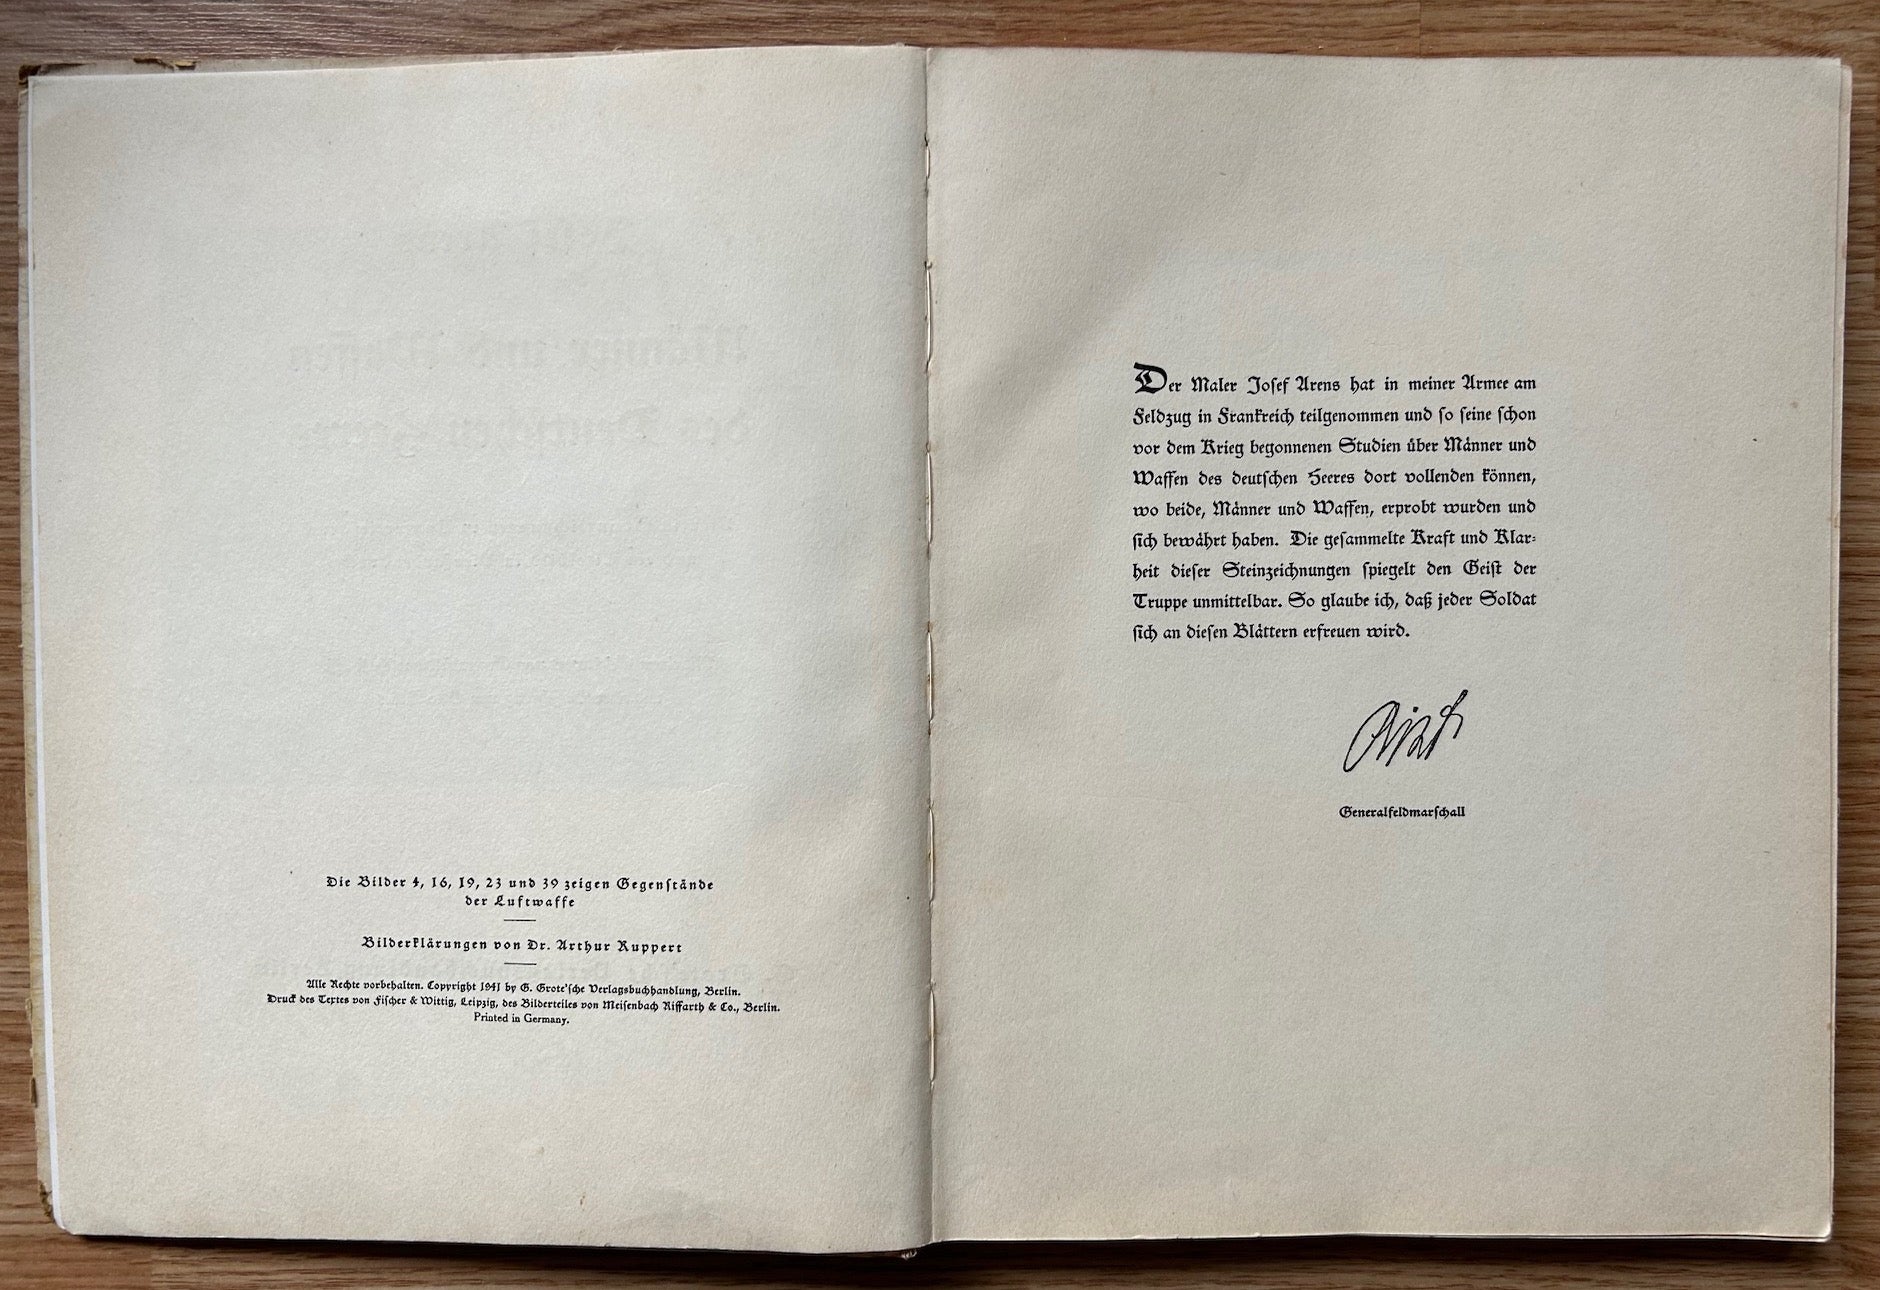 Die Bilder 4, 16, 19, 23 und 39 zeigen Gegenſtände
der Luftwaffe
Bilderklärungen von Dr. Arthur Ruppert
Alle Rechte vorbehalten. Copyright 1941 by G. Grote'ſche Verlagsbuchhandlung, Berlin.
Druck des Textes von Fiſcher & Wittig, Leipzig, des Bilderteiles von Meiſenbach Riffarth & Co., Berlin.
Printed in Germany.
Der Maler Joſef Arens hat in meiner Armee am
Feldzug in Frankreich teilgenommen und ſo ſeine ſchon
vor dem Krieg begonnenen Studien über Männer und
Waffen des deutſchen Heeres dort vollenden können,
wo beide, Männer und Waffen, erprobt wurden und
ſich bewährt haben. Die geſammelte Kraft und Klar-
heit dieſer Steinzeichnungen ſpiegelt den Geiſt der
Truppe unmittelbar. So glaube ich, daß jeder Soldat
ſich an dieſen Blättern erfreuen wird.
Generalfeldmarſchall